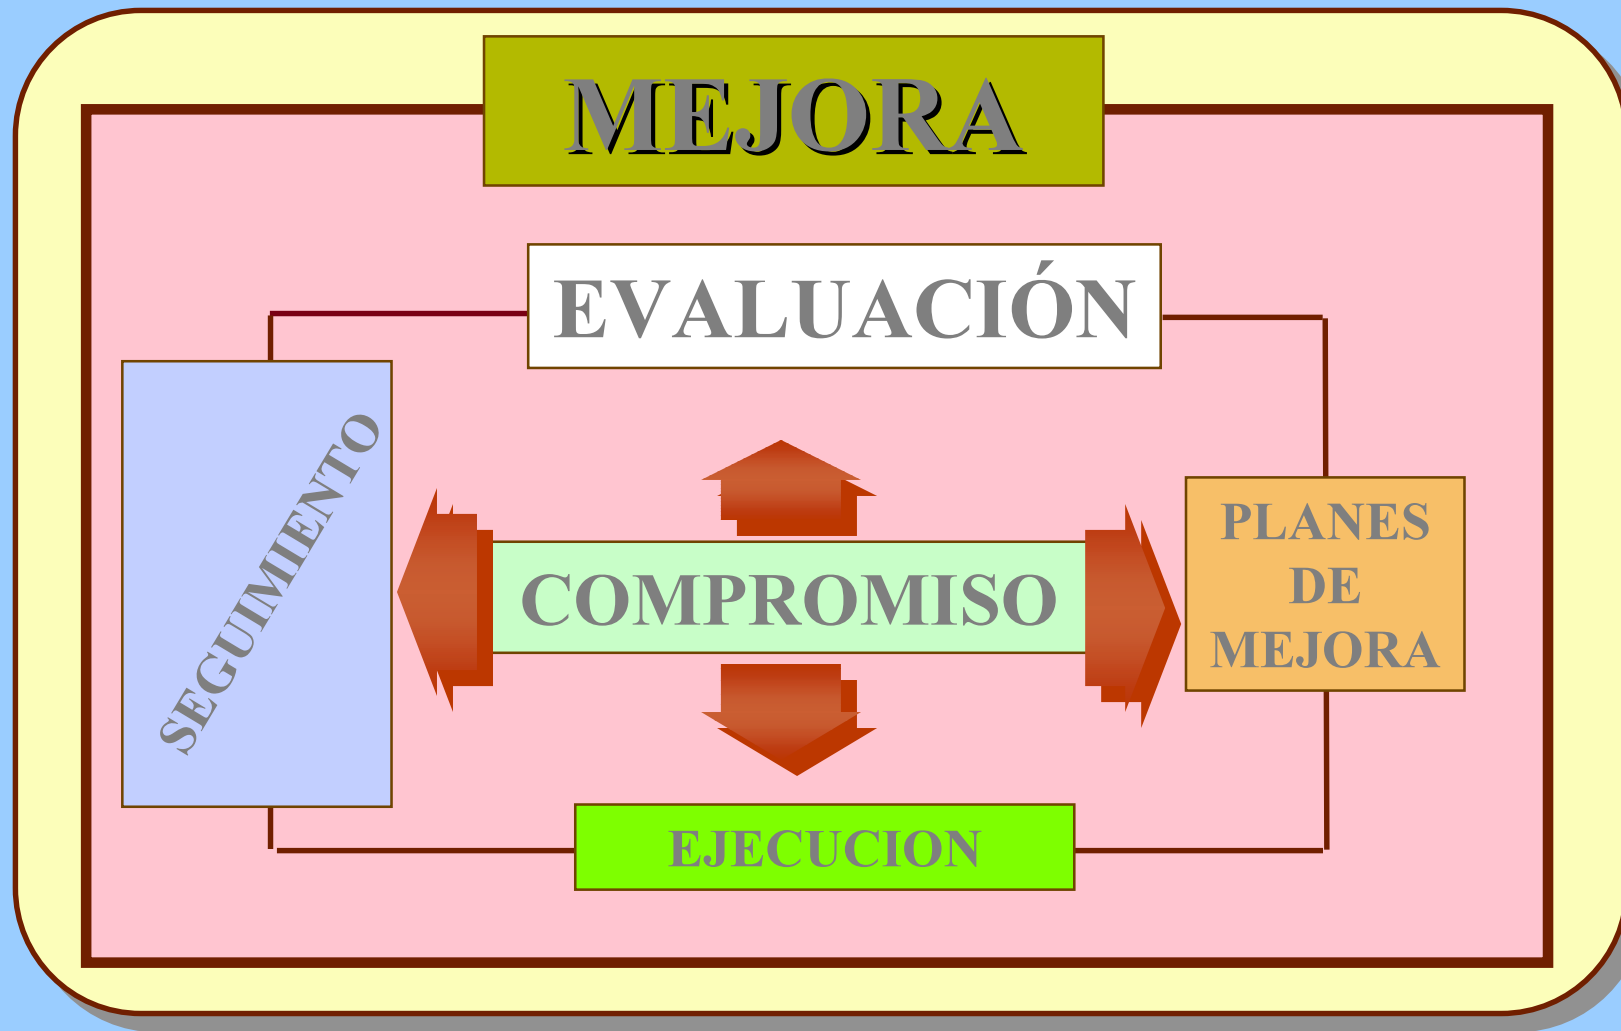 MEJORA
EVALUACIÓN
SEGUIMIENTO
COMPROMISO
PLANES
DE
MEJORA
EJECUCION